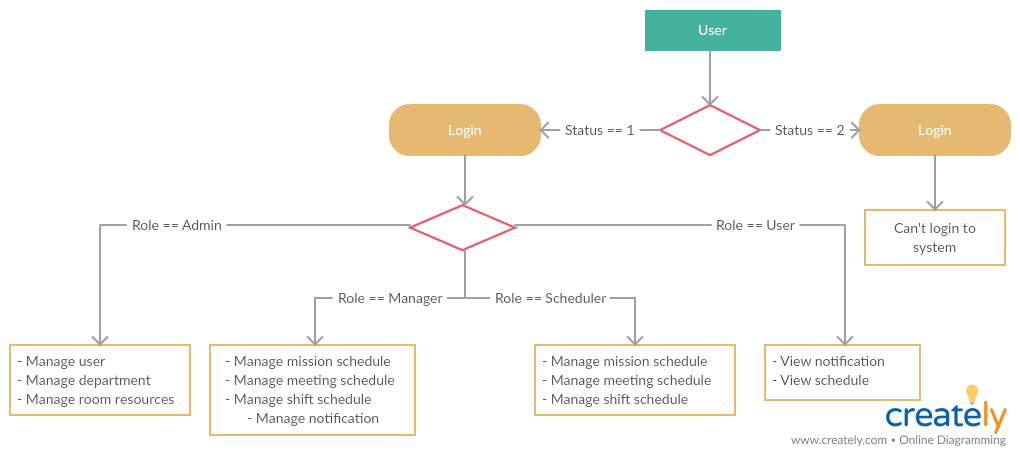 User
Login
Status == 1
Status == 2
Login
Role == Admin
Role == User
Can't login to
system
Role == Manager
Role == Scheduler
- Manage user
- Manage department
- Manage room resources
- Manage mission schedule
- Manage meeting schedule
- Manage shift schedule
- Manage notification
- Manage mission schedule
- Manage meeting schedule
- Manage shift schedule
- View notification
- View schedule
creately
www.creately.com • Online Diagramming